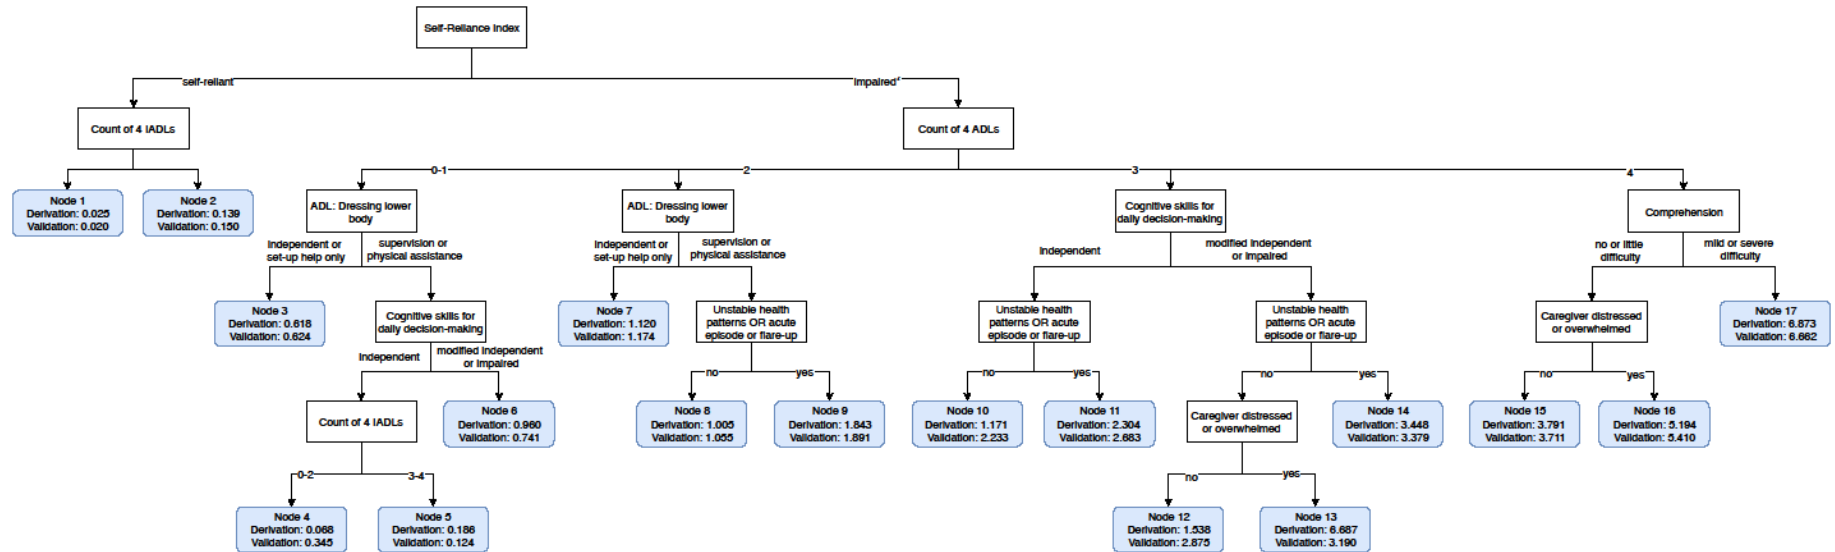 Self-Reliance Index
self-reliant
impaired
Count of 4 IADLs
Count of 4 ADLs
0-1
2
3
4
Node 1
Derivation: 0.025
Validation: 0.020
Node 2
Derivation: 0.139
Validation: 0.150
ADL: Dressing lower
body
ADL: Dressing lower
body
Cognitive skills for
daily decision-making
Comprehension
Independent or
set-up help only
supervision or
physical assistance
Independent or
set-up help only
supervision or
physical assistance
Independent
modified independent
or impaired
no or little
difficulty
mild or severe
difficulty
Node 3
Derivation: 0.618
Validation: 0.624
Cognitive skills for
daily decision-making
Node 7
Derivation: 1.120
Validation: 1.174
Unstable health
patterns OR acute
episode or flare-up
Unstable health
patterns OR acute
episode or flare-up
Unstable health
patterns OR acute
episode or flare-up
Caregiver distressed
or overwhelmed
Node 17
Derivation: 6.873
Validation: 6.662
Independent
modified independent
or impaired
no
yes
no
yes
no
yes
no
yes
Count of 4 IADLs
Node 6
Derivation: 0.960
Validation: 0.741
Node 8
Derivation: 1.005
Validation: 1.055
Node 9
Derivation: 1.843
Validation: 1.891
Node 10
Derivation: 1.171
Validation: 2.233
Node 11
Derivation: 2.304
Validation: 2.683
Caregiver distressed
or overwhelmed
Node 14
Derivation: 3.448
Validation: 3.379
Node 15
Derivation: 3.791
Validation: 3.711
Node 16
Derivation: 5.194
Validation: 5.410
0-2
3-4
no
yes
Node 4
Derivation: 0.068
Validation: 0.345
Node 5
Derivation: 0.186
Validation: 0.124
Node 12
Derivation: 1.538
Validation: 2.875
Node 13
Derivation: 6.687
Validation: 3.190